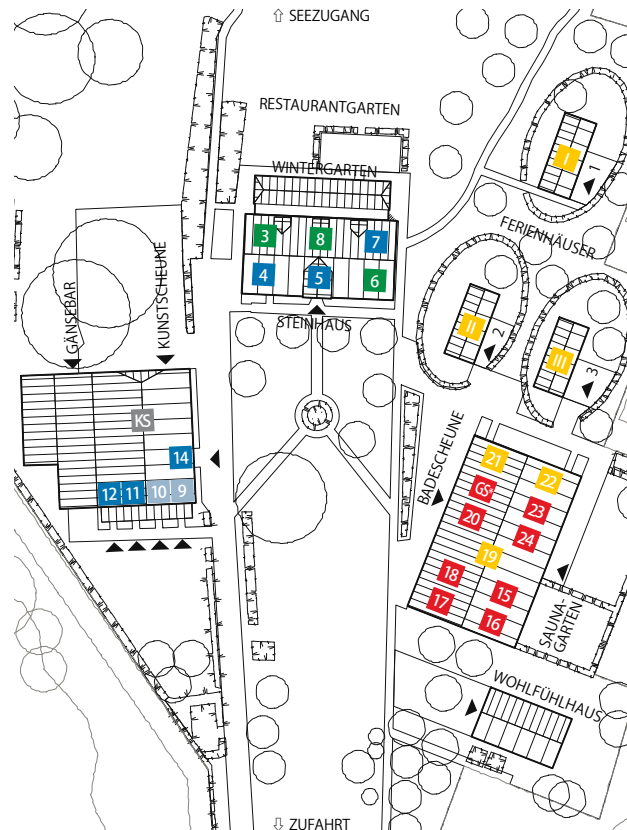 ⇧ SEEZUGANG
RESTAURANTGARTEN
WINTERGARTEN
I
1
3
8
7
FERIENHÄUSER
4
5
6
STEINHAUS
II
2
III
3
GÄNSEBAR
KUNSTSCHEUNE
KS
14
12
11
10
9
BADESCHEUNE
21
22
GS
23
20
24
19
18
15
17
16
SAUNA-
GARTEN
WOHLFÜHLHAUS
⇩ ZUFAHRT